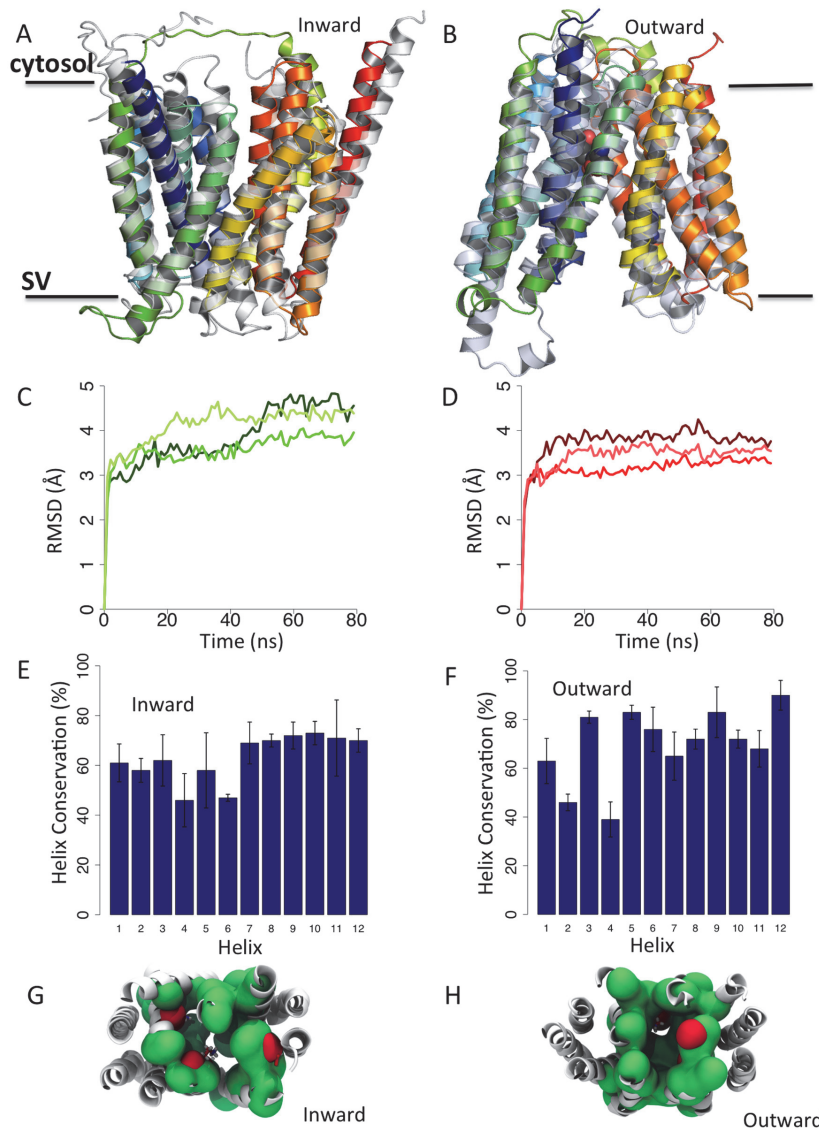 A
Inward
cytosol
SV
B
Outward
C
RMSD (Å)
5
4
3
2
1
0
0 20 40 60 80
Time (ns)
D
RMSD (Å)
5
4
3
2
1
0
0 20 40 60 80
Time (ns)
E
Inward
Helix Conservation (%)
100
80
60
40
20
0
1 2 3 4 5 6 7 8 9 10 11 12
Helix
F
Outward
Helix Conservation (%)
100
80
60
40
20
0
1 2 3 4 5 6 7 8 9 10 11 12
Helix
G
Inward
H
Outward